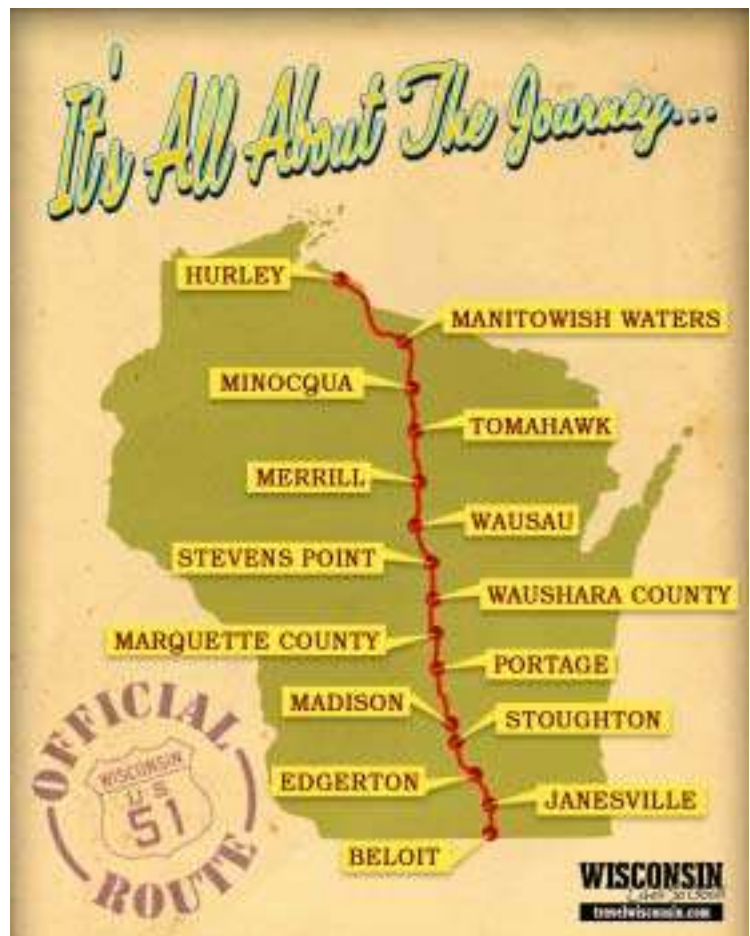 It's All About The Journey...
HURLEY
MANITOWISH WATERS
MINOCQUA
TOMAHAWK
MERRILL
WAUSAU
STEVENS POINT
WAUSHARA COUNTY
MARQUETTE COUNTY
PORTAGE
MADISON
STOUGHTON
EDGERTON
JANESVILLE
BELOIT
OFFICIAL
WISCONSIN
U S
51
ROUTE
WISCONSIN
travelwisconsin.com